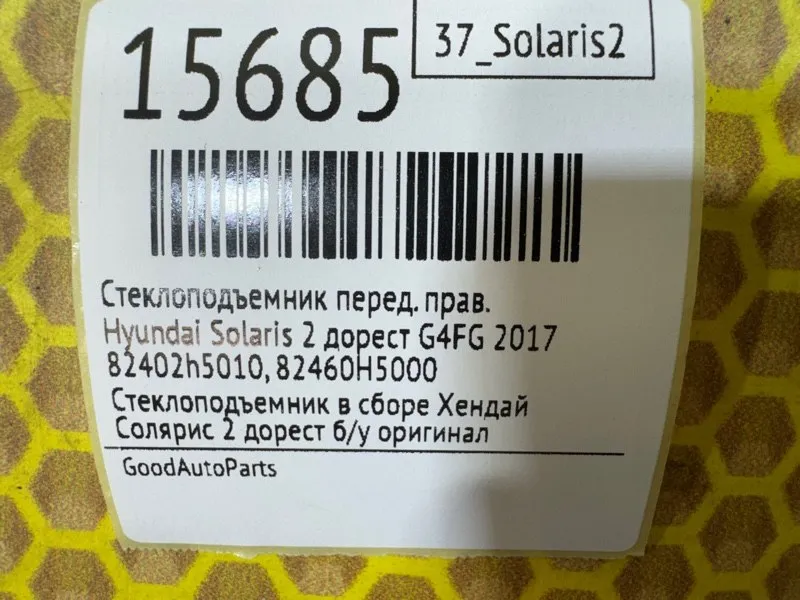 15685
37_Solaris2
Стеклоподъемник перед. прав.
Hyundai Solaris 2 дорест G4FG 2017
82402h5010, 82460H5000
Стеклоподъемник в сборе Хендай
Солярис 2 дорест б/у оригинал
GoodAutoParts